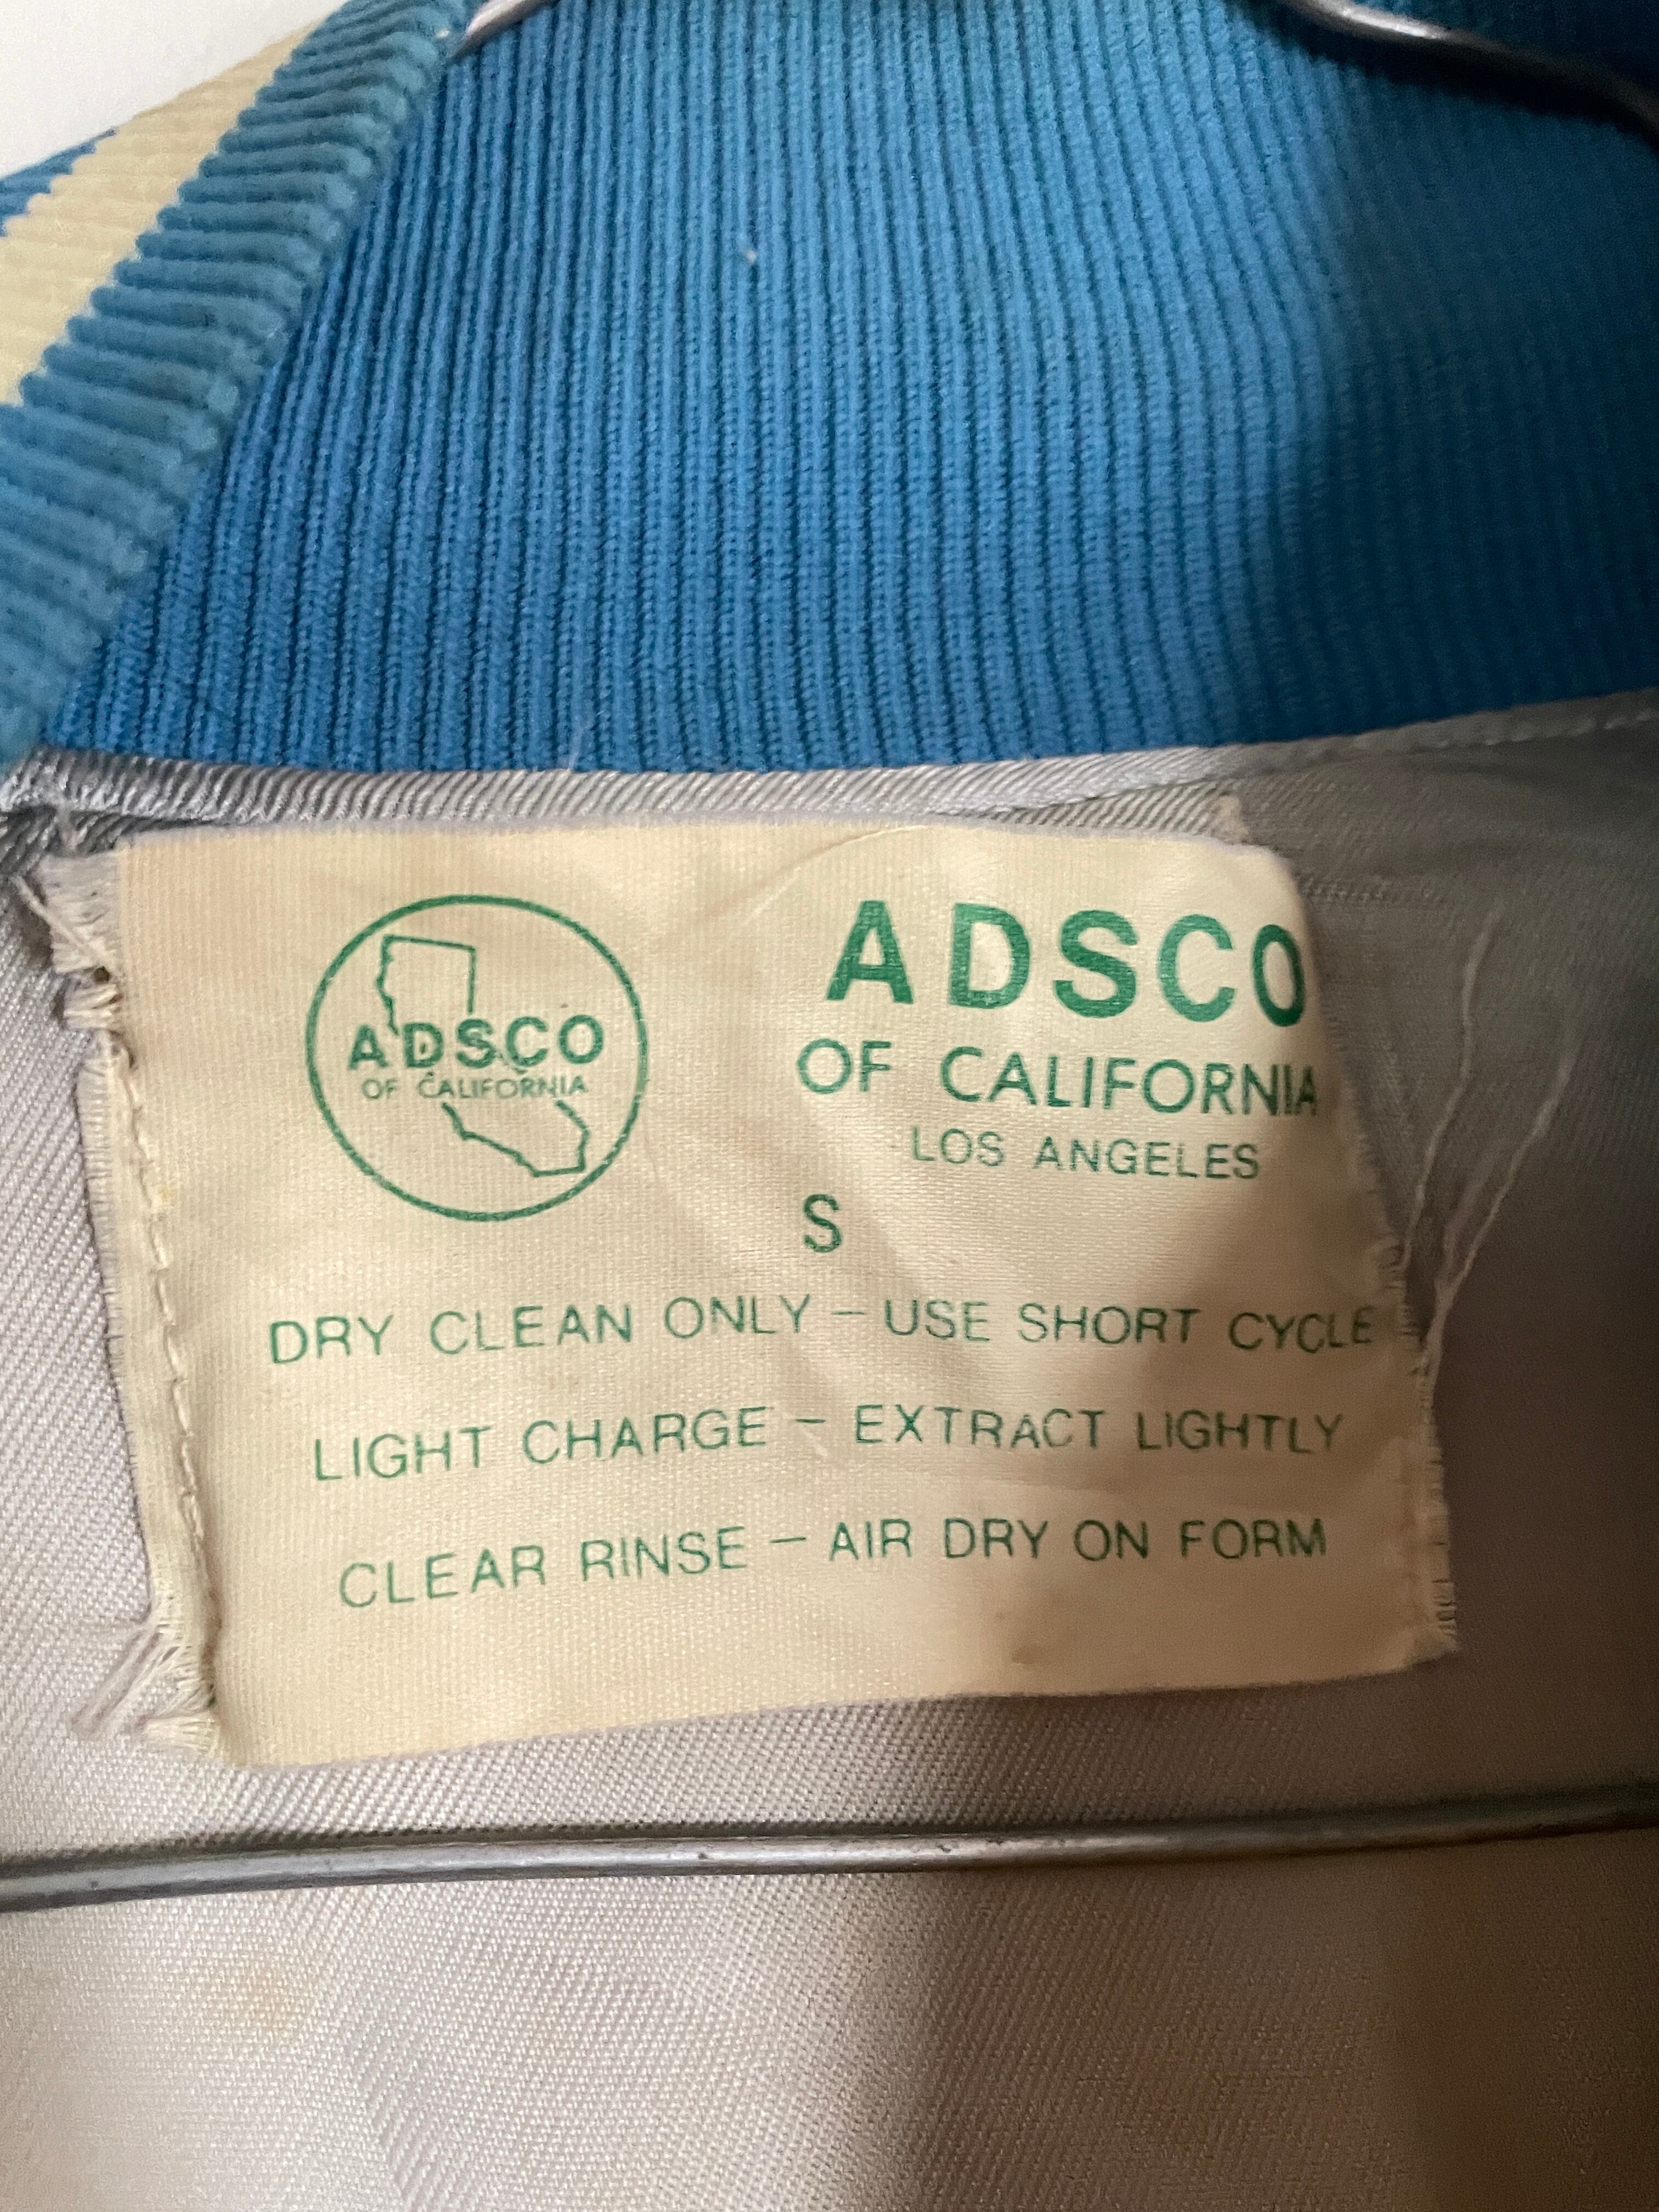 ADSCO
OF CALIFORNIA
ADSCO
OF CALIFORNIA
LOS ANGELES
S
DRY CLEAN ONLY — USE SHORT CYCLE
LIGHT CHARGE — EXTRACT LIGHTLY
CLEAR RINSE — AIR DRY ON FORM